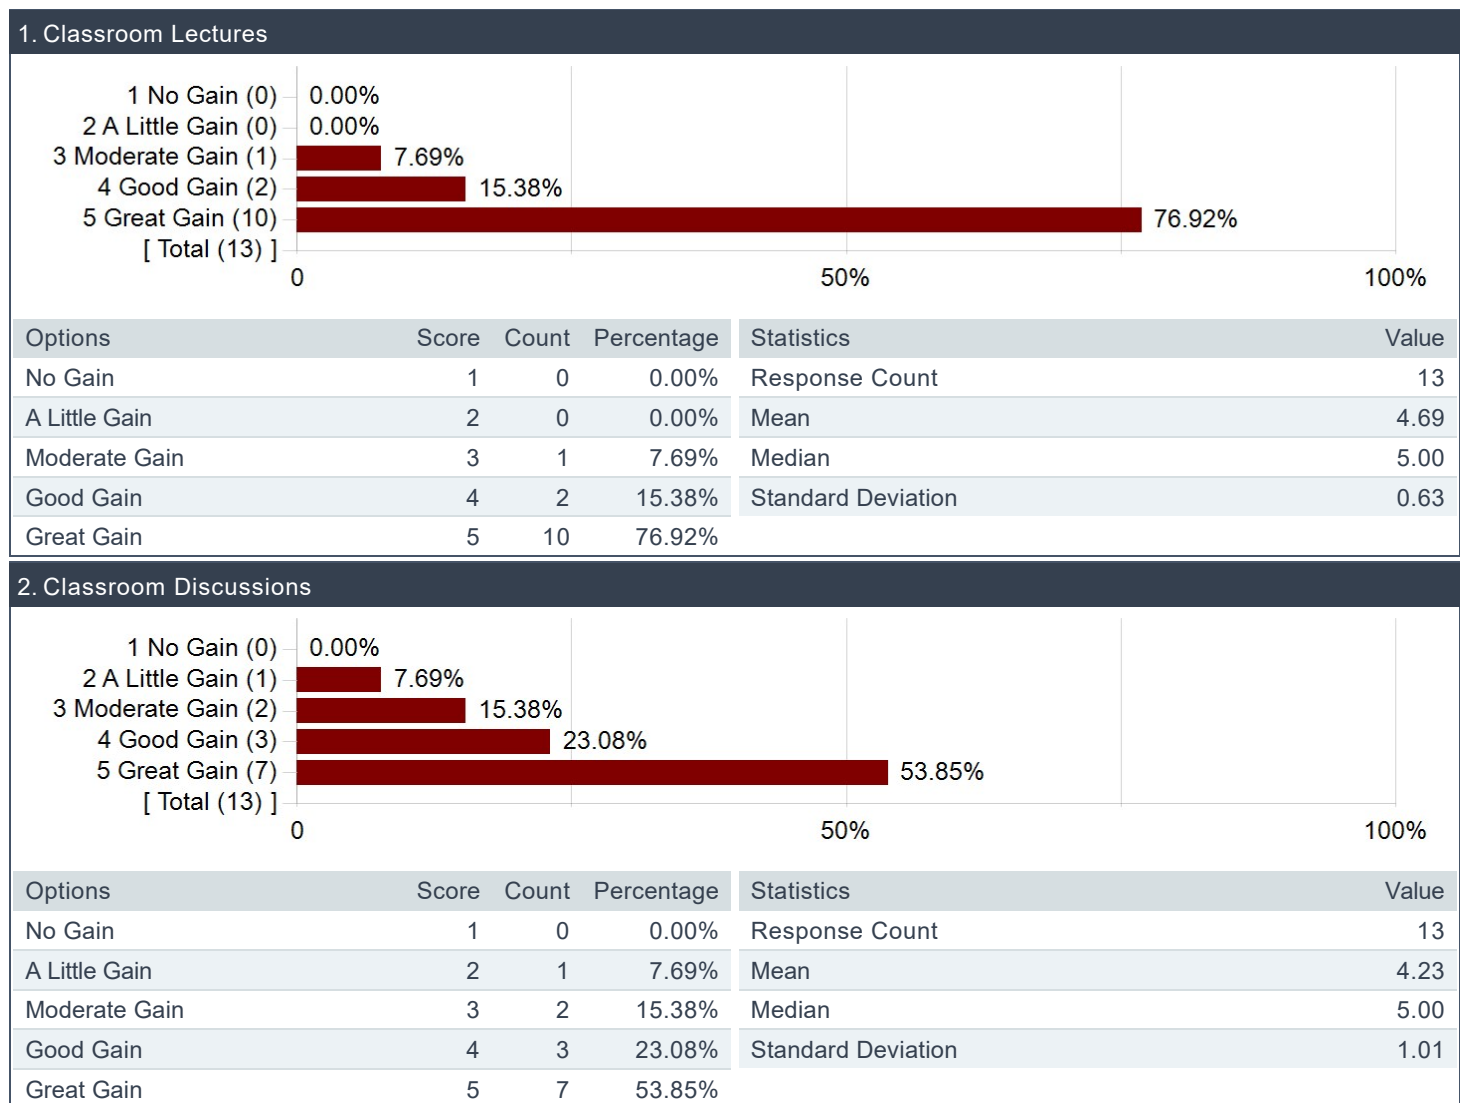 1. Classroom Lectures
1 No Gain (0) 0.00%
2 A Little Gain (0) 0.00%
3 Moderate Gain (1) 7.69%
4 Good Gain (2) 15.38%
5 Great Gain (10) 76.92%
[ Total (13) ]
0 50% 100%
Options Score Count Percentage Statistics Value
No Gain 1 0 0.00% Response Count 13
A Little Gain 2 0 0.00% Mean 4.69
Moderate Gain 3 1 7.69% Median 5.00
Good Gain 4 2 15.38% Standard Deviation 0.63
Great Gain 5 10 76.92%
2. Classroom Discussions
1 No Gain (0) 0.00%
2 A Little Gain (1) 7.69%
3 Moderate Gain (2) 15.38%
4 Good Gain (3) 23.08%
5 Great Gain (7) 53.85%
[ Total (13) ]
0 50% 100%
Options Score Count Percentage Statistics Value
No Gain 1 0 0.00% Response Count 13
A Little Gain 2 1 7.69% Mean 4.23
Moderate Gain 3 2 15.38% Median 5.00
Good Gain 4 3 23.08% Standard Deviation 1.01
Great Gain 5 7 53.85%